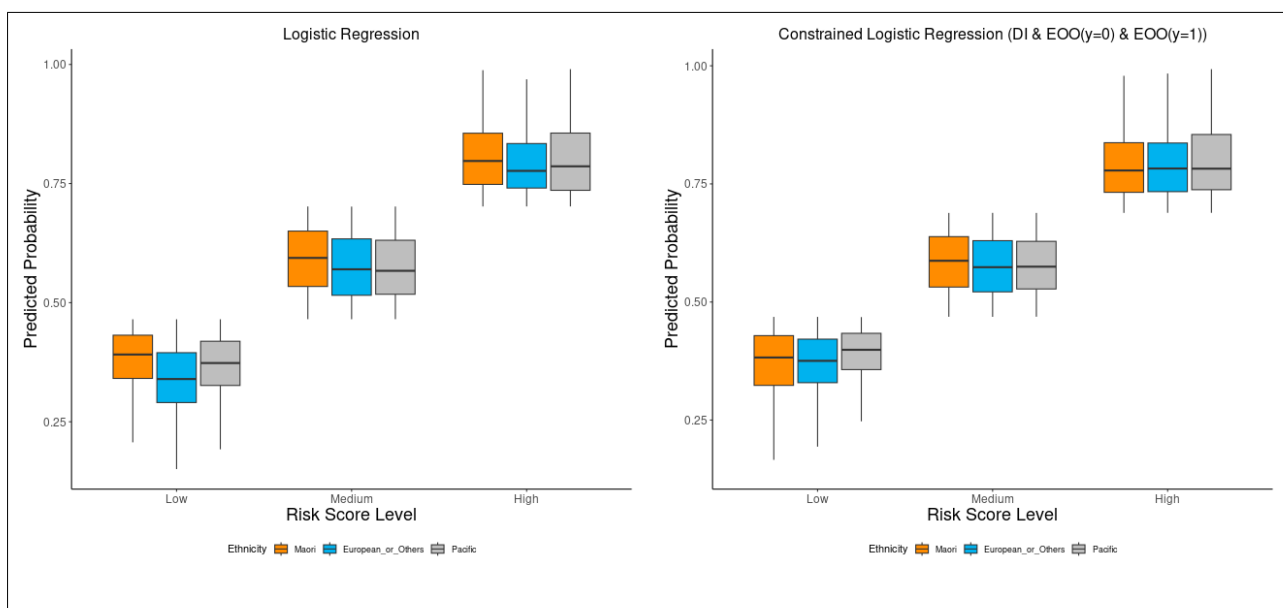 Logistic Regression
1.00
0.75
0.50
0.25
Predicted Probability
Low Medium High
Risk Score Level
Ethnicity Maori European_or_Others Pacific
Constrained Logistic Regression (DI & EOO(y=0) & EOO(y=1))
1.00
0.75
0.50
0.25
Predicted Probability
Low Medium High
Risk Score Level
Ethnicity Maori European_or_Others Pacific